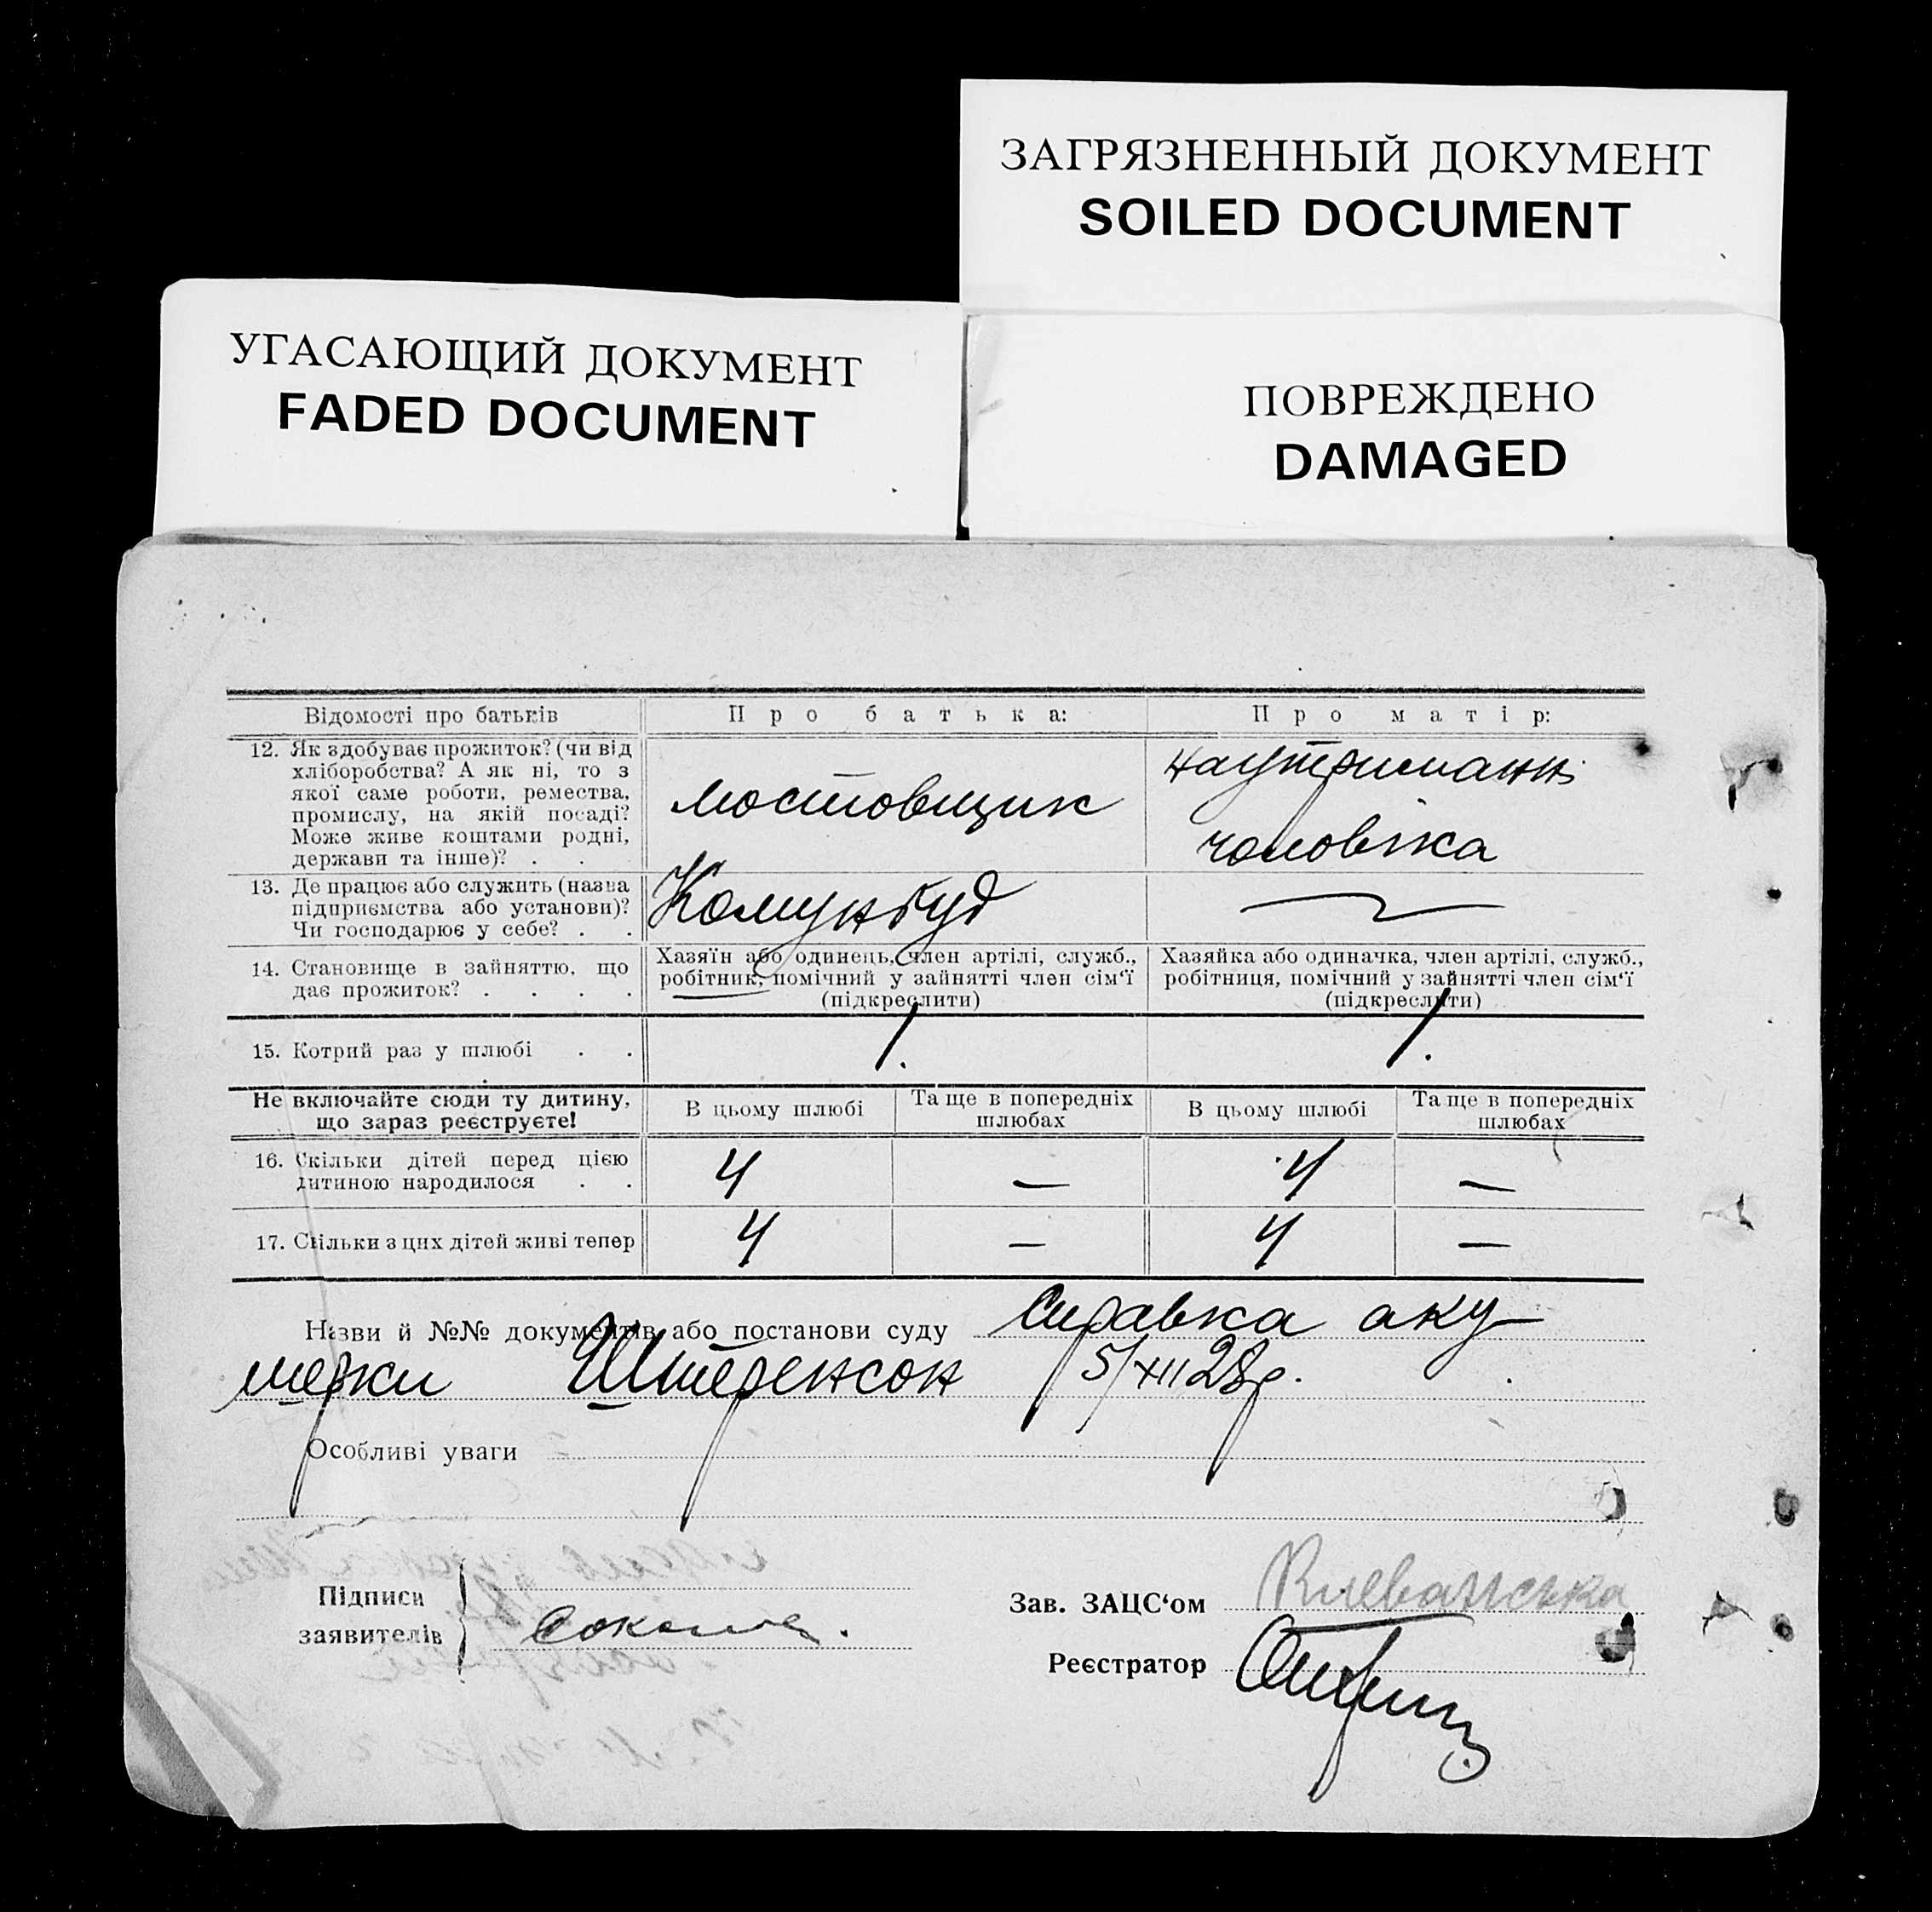 ЗАГРЯЗНЕННЫЙ ДОКУМЕНТ
SOILED DOCUMENT
УГАСАЮЩИЙ ДОКУМЕНТ
FADED DOCUMENT
ПОВРЕЖДЕНО
DAMAGED
Відомості про батьків
Про батька:
Про матір:
12. Як здобуває прожиток? (чи від
хліборобства? А як ні, то з
якої саме роботи, ремества,
промислу, на якій посаді?
Може живе коштами родні,
держави та інше)? . .
мостовщик
на утриманні
чоловіка
13. Де працює або служить (назва
підприємства або установи)?
Чи господарює у себе? . .
Комунбуд
—
14. Становище в зайняттю, що
дає прожиток? . . . .
Хазяїн або одинець, член артілі, служб.,
робітник, помічний у зайнятті член сім‘ї
(підкреслити)
Хазяйка або одиначка, член артілі, служб.,
робітниця, помічний у зайнятті член сім‘ї
(підкреслити)
15. Котрий раз у шлюбі . .
1.
1.
Не включайте сюди ту дитину,
що зараз реєструєте!
В цьому шлюбі
Та ще в попередніх
шлюбах
В цьому шлюбі
Та ще в попередніх
шлюбах
16. Скільки дітей перед цією
дитиною народилося . .
4
—
4
—
17. Скільки з цих дітей живі тепер
4
—
4
—
Назви й №№ документів або постанови суду Справка аку-
шерки Штеренсон 5/XII 28р.
Особливі уваги
Підписи
заявителів
Зав. ЗАЦС‘ом
Реєстратор